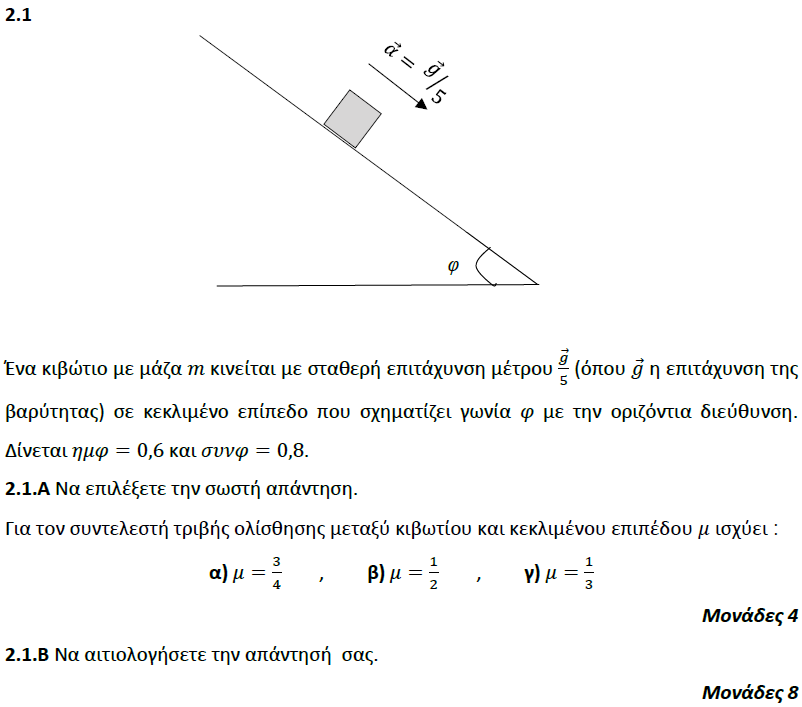 2.1
α⃗ = g⃗/5
φ
Ένα κιβώτιο με μάζα m κινείται με σταθερή επιτάχυνση μέτρου g⃗/5 (όπου g⃗ η επιτάχυνση της
βαρύτητας) σε κεκλιμένο επίπεδο που σχηματίζει γωνία φ με την οριζόντια διεύθυνση.
Δίνεται ημφ = 0,6 και συνφ = 0,8.
2.1.A Να επιλέξετε την σωστή απάντηση.
Για τον συντελεστή τριβής ολίσθησης μεταξύ κιβωτίου και κεκλιμένου επιπέδου μ ισχύει :
α) μ = 3/4 , β) μ = 1/2 , γ) μ = 1/3
Μονάδες 4
2.1.B Να αιτιολογήσετε την απάντησή σας.
Μονάδες 8